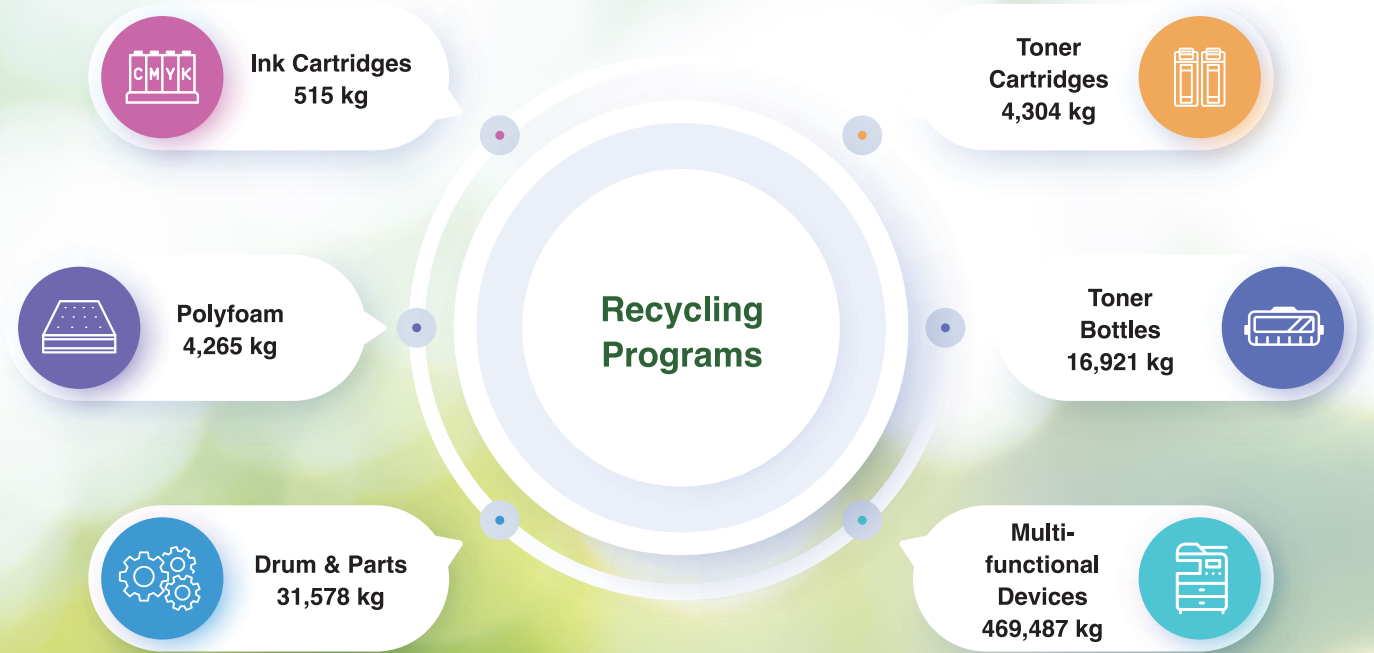 CMYK
Ink Cartridges
515 kg
Toner
Cartridges
4,304 kg
Polyfoam
4,265 kg
Recycling
Programs
Toner
Bottles
16,921 kg
Drum & Parts
31,578 kg
Multi-
functional
Devices
469,487 kg